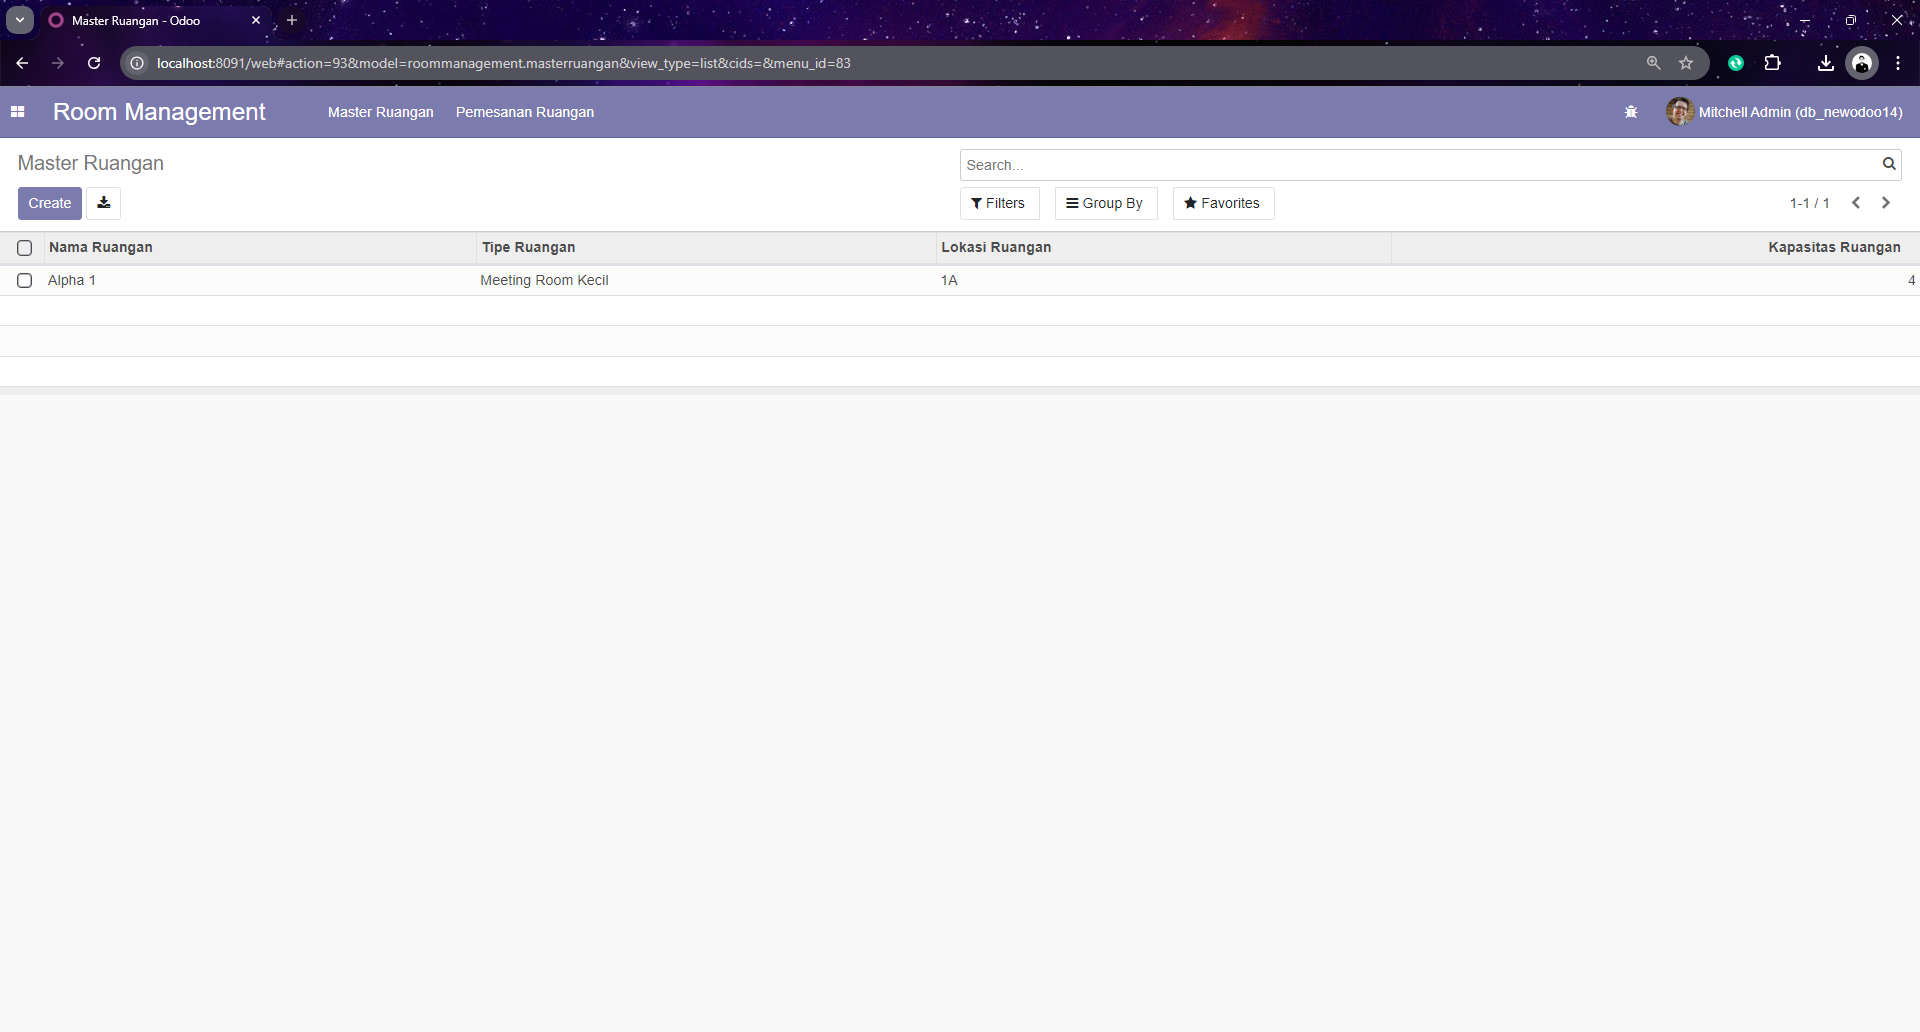 Master Ruangan - Odoo
localhost:8091/web#action=93&model=roommanagement.masterruangan&view_type=list&cids=&menu_id=83
Room Management Master Ruangan Pemesanan Ruangan Mitchell Admin (db_newodoo14)
Master Ruangan
Search...
Create Filters Group By Favorites 1-1 / 1
Nama Ruangan Tipe Ruangan Lokasi Ruangan Kapasitas Ruangan
Alpha 1 Meeting Room Kecil 1A 4